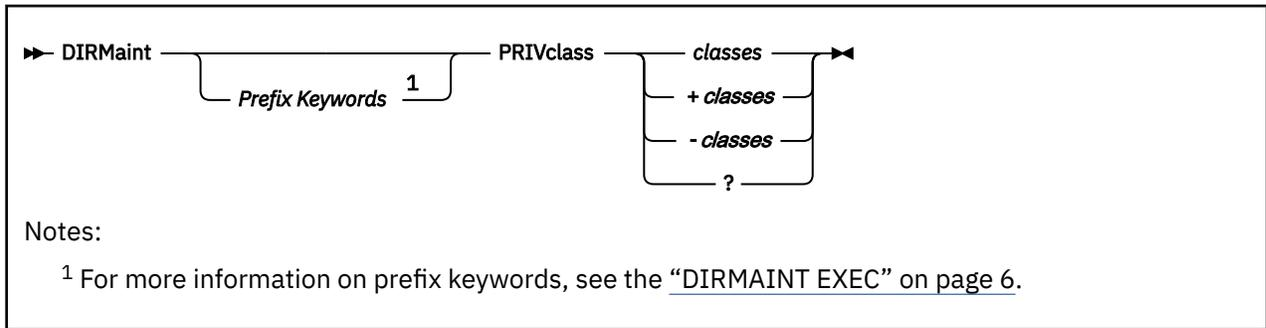 DIRMaint PRIVclass classes
Prefix Keywords 1 + classes
- classes
?
Notes:
1 For more information on prefix keywords, see the “DIRMAINT EXEC” on page 6.